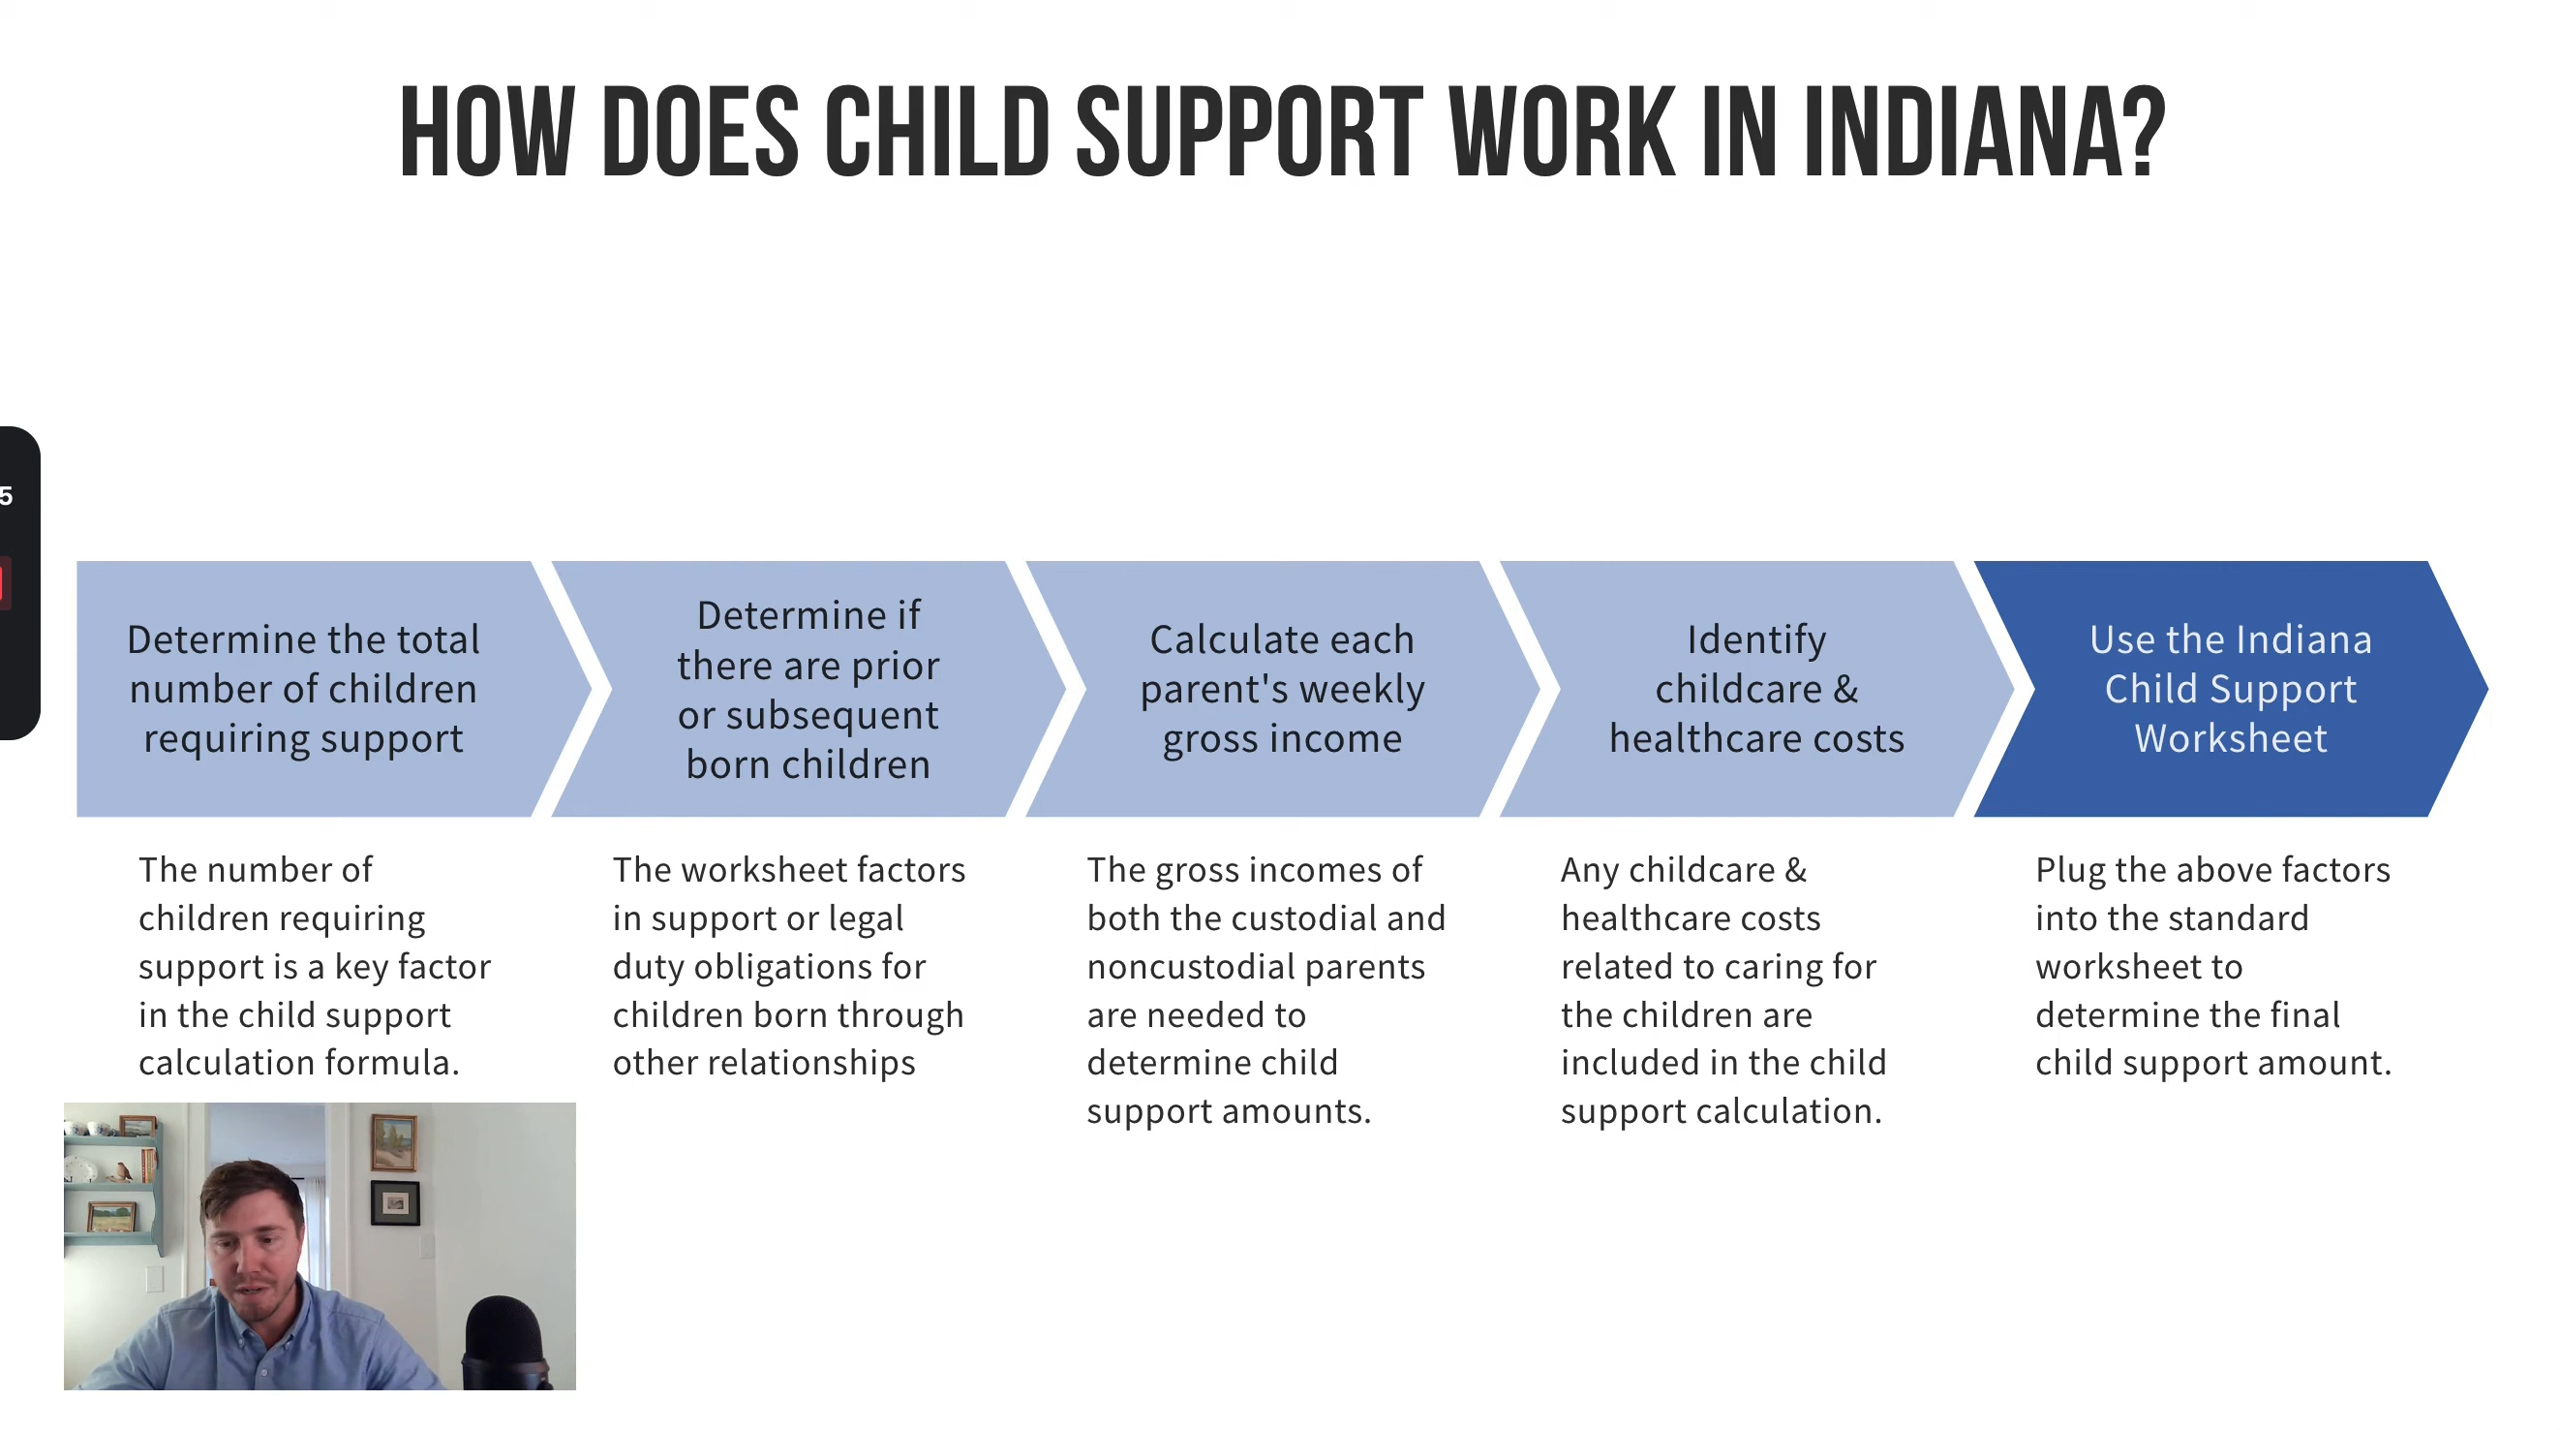 HOW DOES CHILD SUPPORT WORK IN INDIANA?
5
Determine the total
number of children
requiring support
Determine if
there are prior
or subsequent
born children
Calculate each
parent's weekly
gross income
Identify
childcare &
healthcare costs
Use the Indiana
Child Support
Worksheet
The number of
children requiring
support is a key factor
in the child support
calculation formula.
The worksheet factors
in support or legal
duty obligations for
children born through
other relationships
The gross incomes of
both the custodial and
noncustodial parents
are needed to
determine child
support amounts.
Any childcare &
healthcare costs
related to caring for
the children are
included in the child
support calculation.
Plug the above factors
into the standard
worksheet to
determine the final
child support amount.